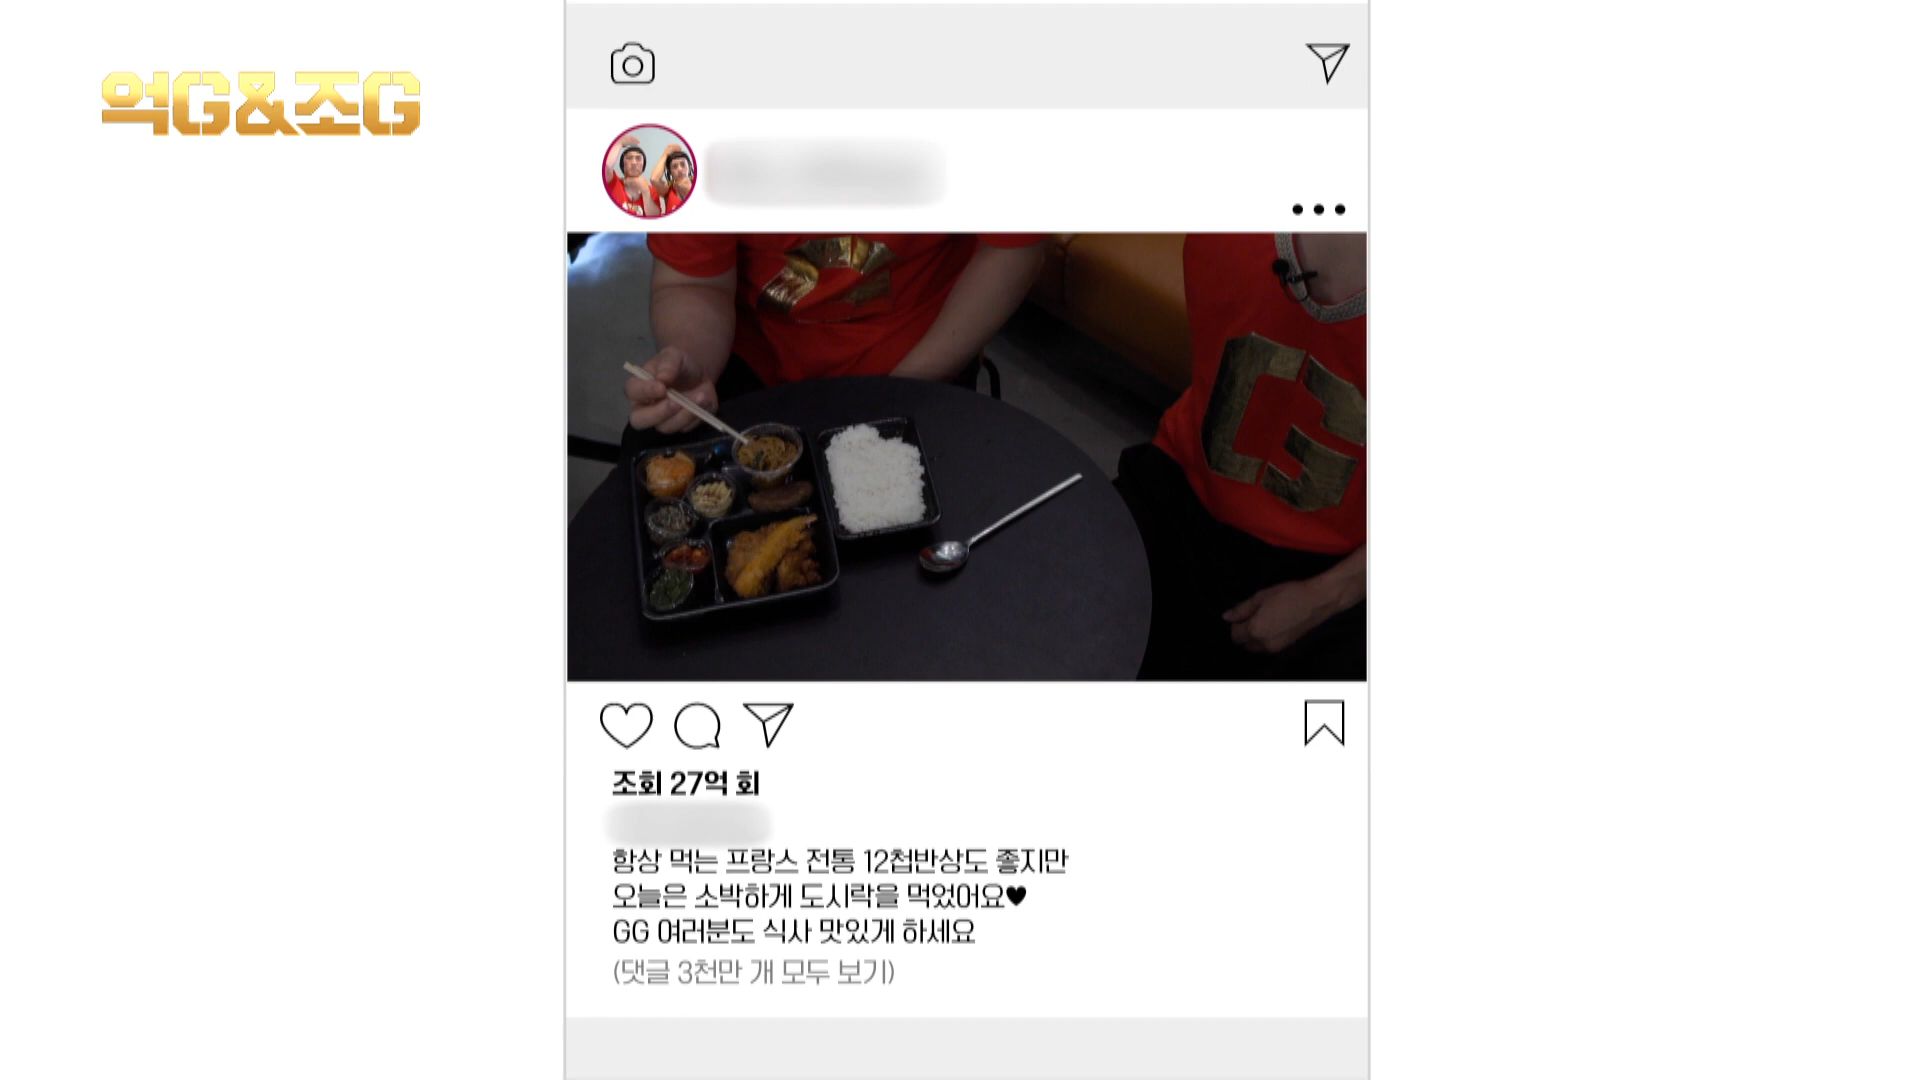 억G&조G
조회 27억 회
항상 먹는 프랑스 전통 12첩반상도 좋지만
오늘은 소박하게 도시락을 먹었어요♥
GG 여러분도 식사 맛있게 하세요
(댓글 3천만 개 모두 보기)